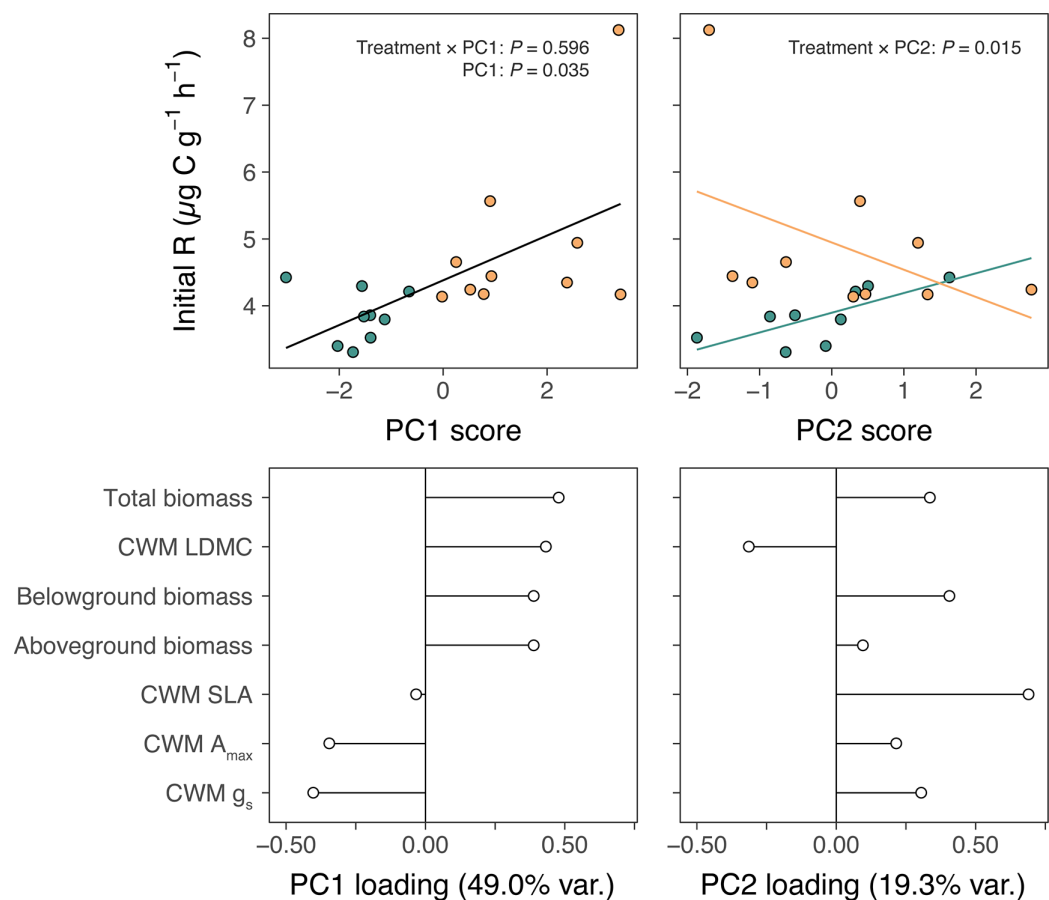 Initial R (µg C g⁻¹ h⁻¹)
8
7
6
5
4
Treatment × PC1: P = 0.596
PC1: P = 0.035
Treatment × PC2: P = 0.015
−2 0 2
−2 −1 0 1 2
PC1 score
PC2 score
Total biomass
CWM LDMC
Belowground biomass
Aboveground biomass
CWM SLA
CWM Amax
CWM gs
−0.50 0.00 0.50
−0.50 0.00 0.50
PC1 loading (49.0% var.)
PC2 loading (19.3% var.)